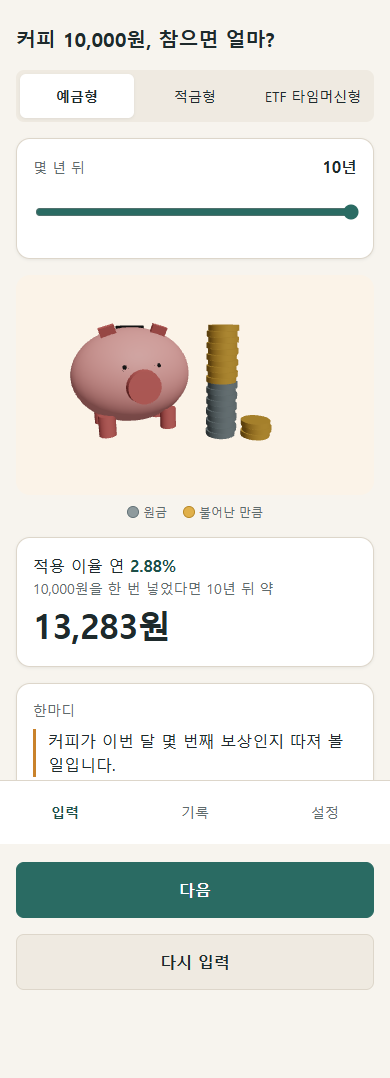 커피 10,000원, 참으면 얼마?
예금형 적금형 ETF 타임머신형
몇 년 뒤 10년
원금 불어난 만큼
적용 이율 연 2.88%
10,000원을 한 번 넣었다면 10년 뒤 약
13,283원
한마디
커피가 이번 달 몇 번째 보상인지 따져 볼
일입니다.
입력 기록 설정
다음
다시 입력